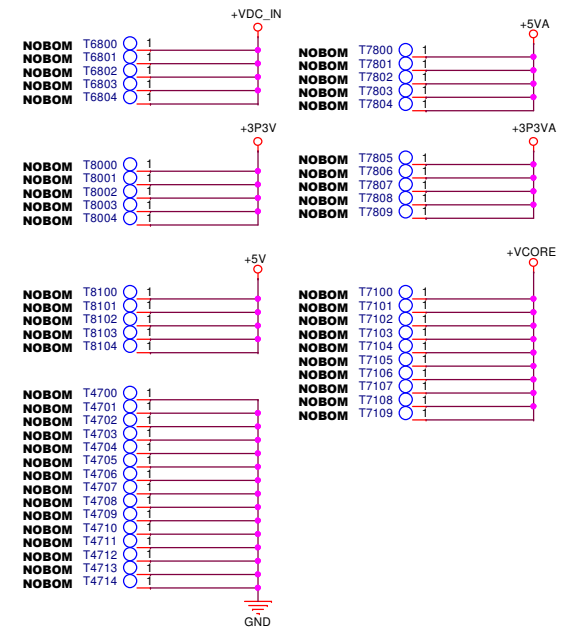 +VDC_IN
NOBOM T6800 1
NOBOM T6801 1
NOBOM T6802 1
NOBOM T6803 1
NOBOM T6804 1
+5VA
NOBOM T7800 1
NOBOM T7801 1
NOBOM T7802 1
NOBOM T7803 1
NOBOM T7804 1
+3P3V
NOBOM T8000 1
NOBOM T8001 1
NOBOM T8002 1
NOBOM T8003 1
NOBOM T8004 1
+3P3VA
NOBOM T7805 1
NOBOM T7806 1
NOBOM T7807 1
NOBOM T7808 1
NOBOM T7809 1
+5V
NOBOM T8100 1
NOBOM T8101 1
NOBOM T8102 1
NOBOM T8103 1
NOBOM T8104 1
+VCORE
NOBOM T7100 1
NOBOM T7101 1
NOBOM T7102 1
NOBOM T7103 1
NOBOM T7104 1
NOBOM T7105 1
NOBOM T7106 1
NOBOM T7107 1
NOBOM T7108 1
NOBOM T7109 1
NOBOM T4700 1
NOBOM T4701 1
NOBOM T4702 1
NOBOM T4703 1
NOBOM T4704 1
NOBOM T4705 1
NOBOM T4706 1
NOBOM T4707 1
NOBOM T4708 1
NOBOM T4709 1
NOBOM T4710 1
NOBOM T4711 1
NOBOM T4712 1
NOBOM T4713 1
NOBOM T4714 1
GND